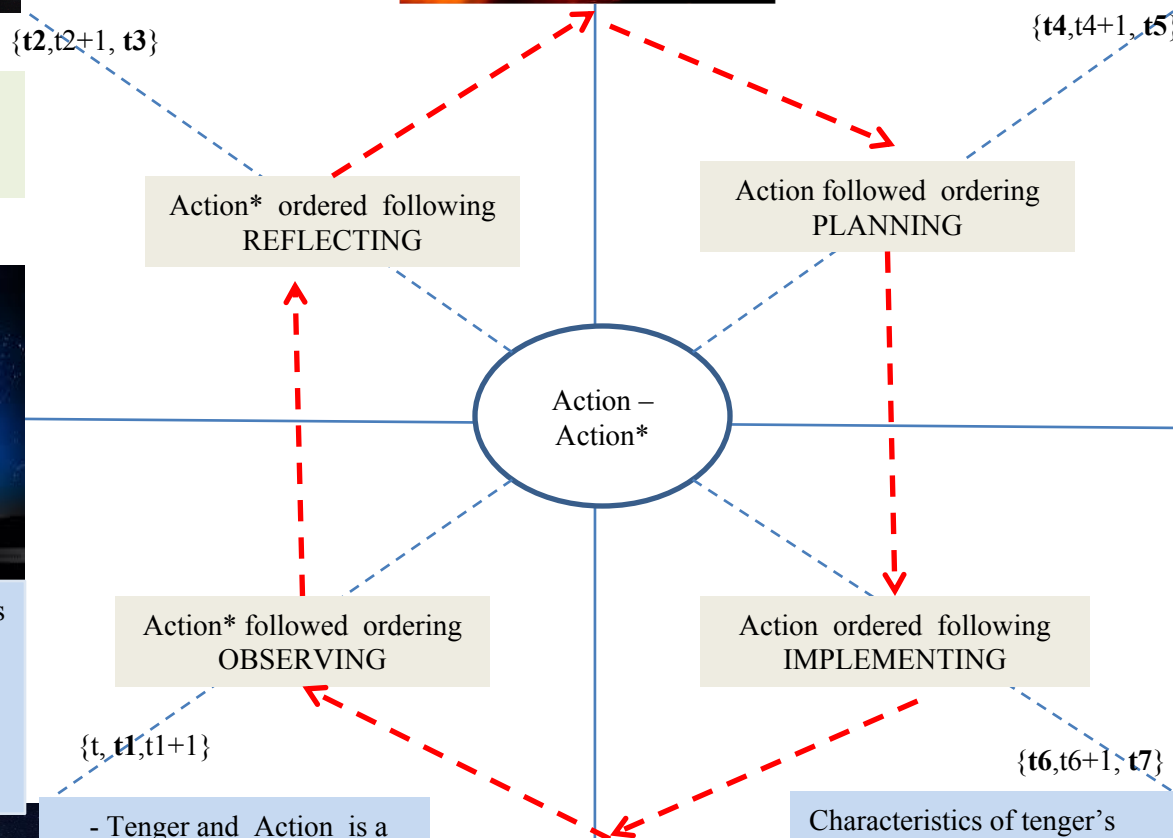 {t2,t2+1, t3}
{t4,t4+1, t5}
Action* ordered following
REFLECTING
Action followed ordering
PLANNING
Action –
Action*
s
Action* followed ordering
OBSERVING
Action ordered following
IMPLEMENTING
{t, t1,t1+1}
{t6,t6+1, t7}
- Tenger and Action is a
Characteristics of tenger's